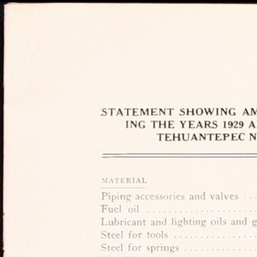 STATEMENT SHOWING AM
ING THE YEARS 1929 A
TEHUANTEPEC N
MATERIAL
Piping accessories and valves ...
Fuel oil ....................
Lubricant and lighting oils and g
Steel for tools ...............
Steel for springs .............